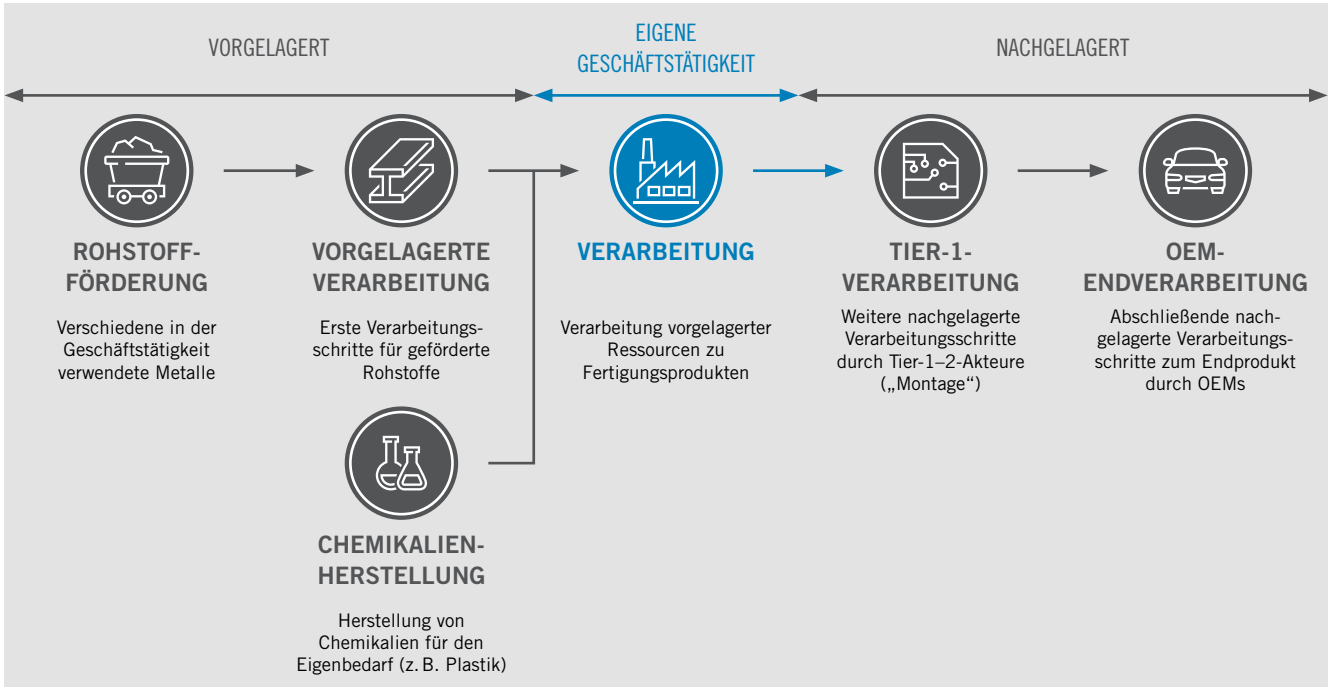 VORGELAGERT
EIGENE
GESCHÄFTSTÄTIGKEIT
NACHGELAGERT
ROHSTOFF-
FÖRDERUNG
Verschiedene in der
Geschäftstätigkeit
verwendete Metalle
VORGELAGERTE
VERARBEITUNG
Erste Verarbeitungs-
schritte für geförderte
Rohstoffe
VERARBEITUNG
Verarbeitung vorgelagerter
Ressourcen zu
Fertigungsprodukten
TIER-1-
VERARBEITUNG
Weitere nachgelagerte
Verarbeitungsschritte
durch Tier-1–2-Akteure
(„Montage“)
OEM-
ENDVERARBEITUNG
Abschließende nach-
gelagerte Verarbeitungs-
schritte zum Endprodukt
durch OEMs
CHEMIKALIEN-
HERSTELLUNG
Herstellung von
Chemikalien für den
Eigenbedarf (z. B. Plastik)